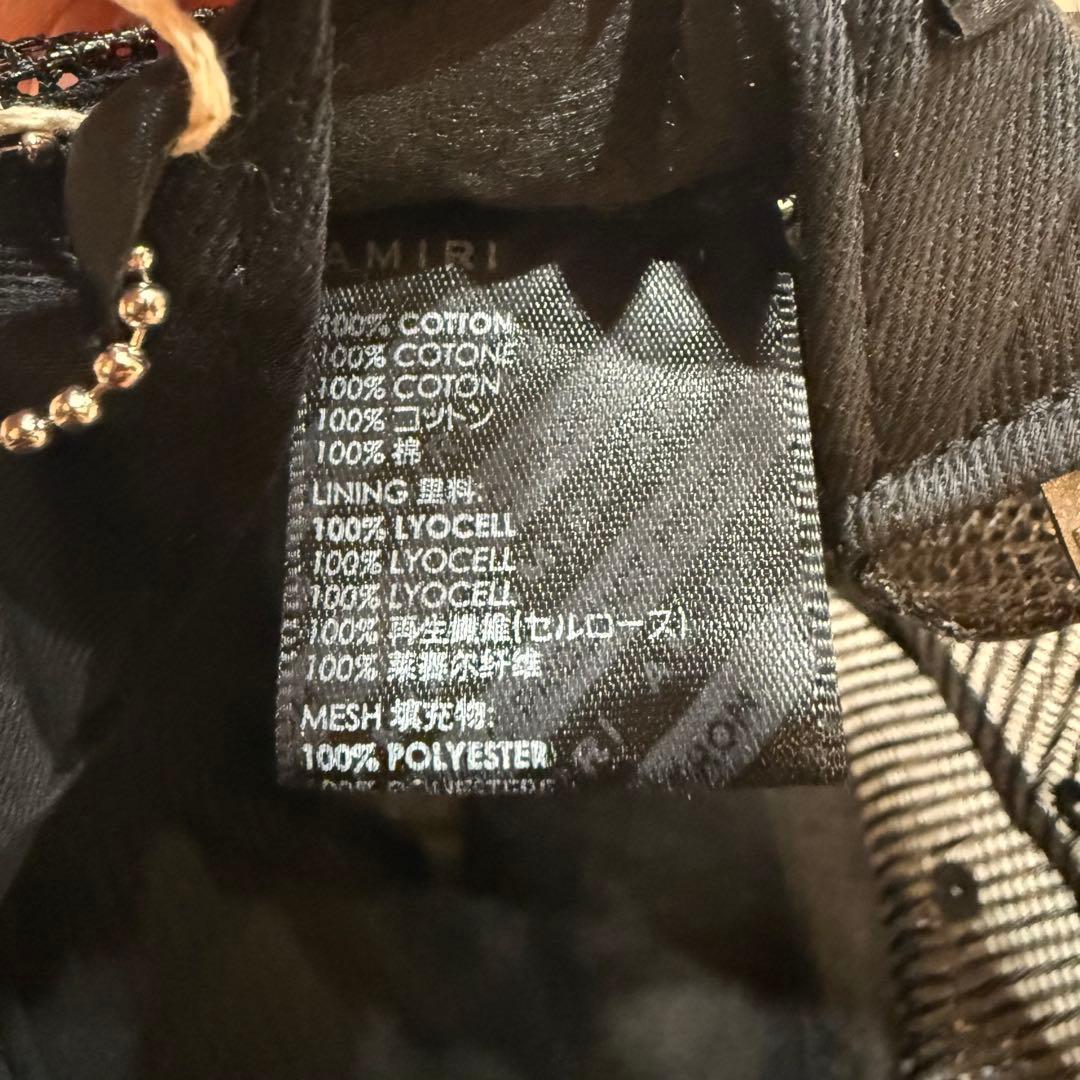 AMIRI
100% COTTON
100% COTONE
100% COTON
100% コットン
100% 棉
LINING 里料:
100% LYOCELL
100% LYOCELL
100% LYOCELL
100% 再生繊維(セルロース)
100% 莱赛尔纤维
MESH 填充物:
100% POLYESTER